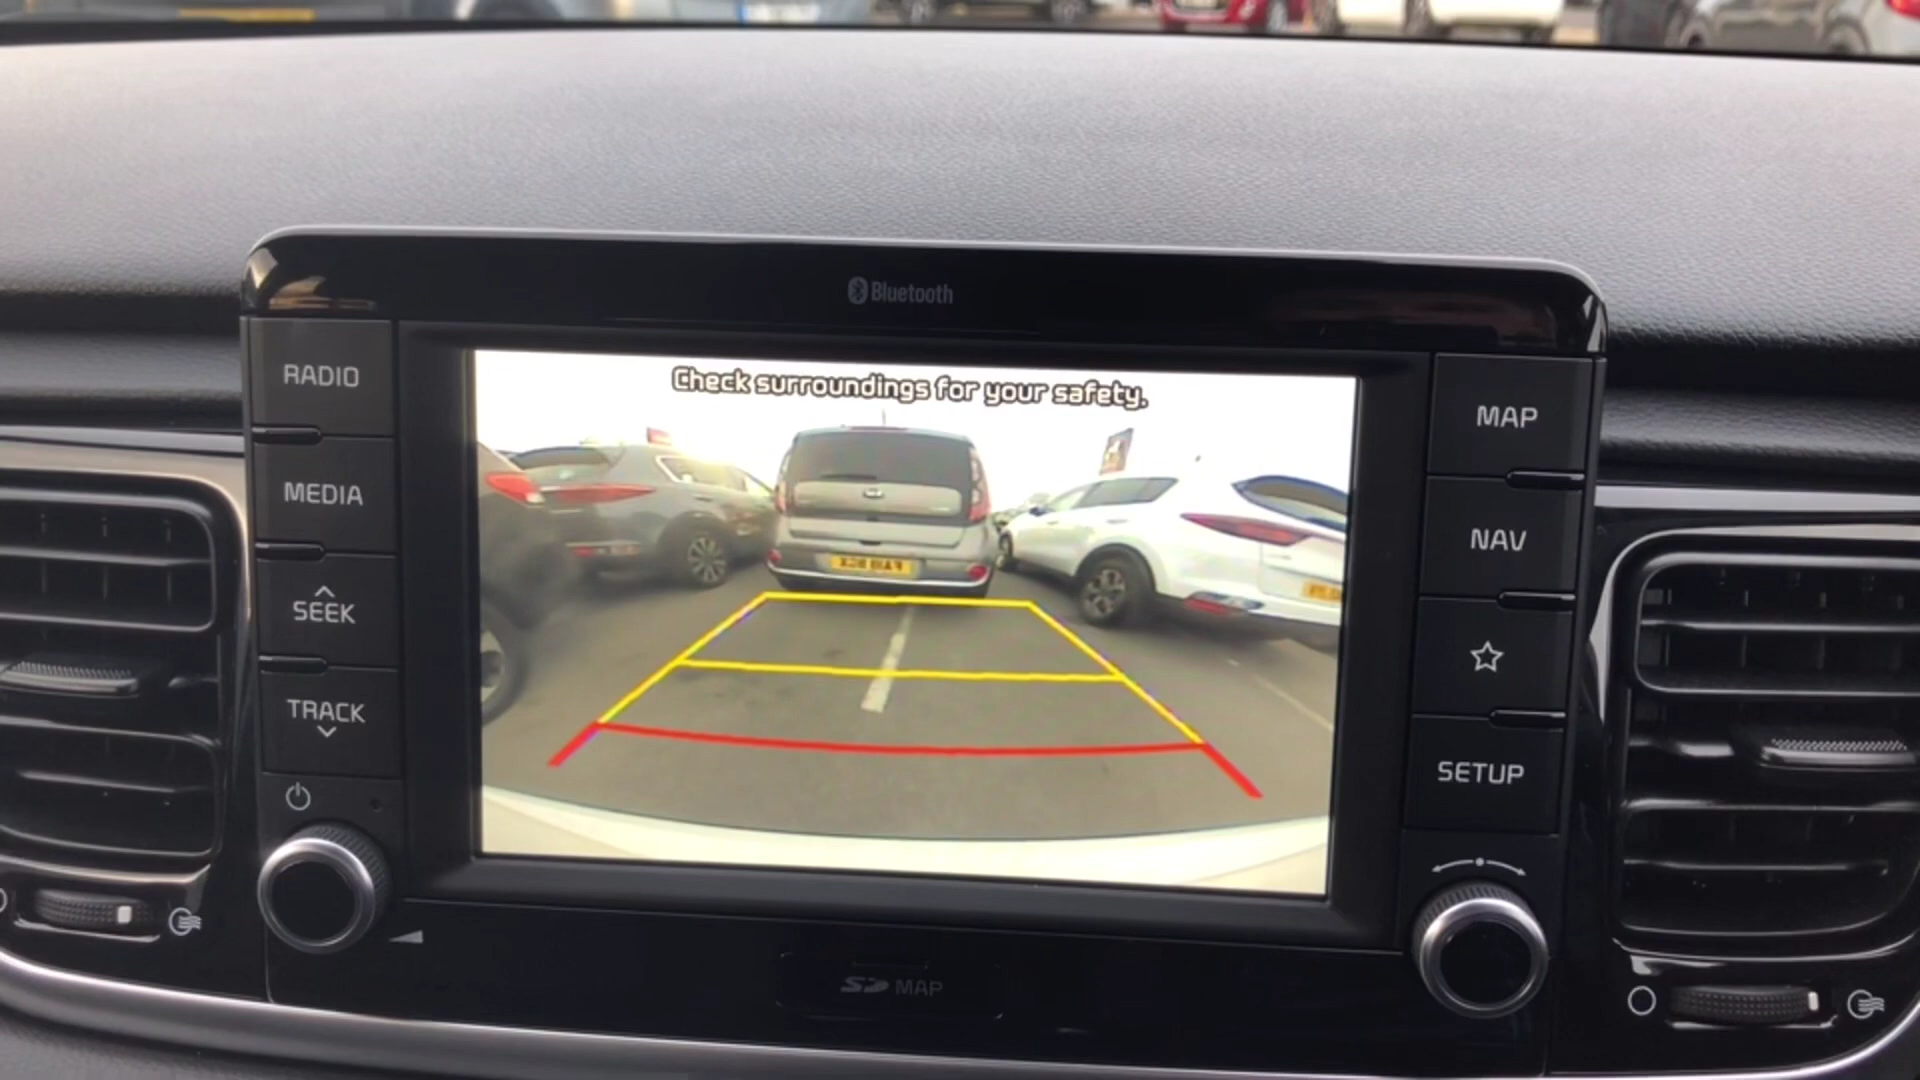 Bluetooth
Check surroundings for your safety.
RADIO
MEDIA
SEEK
TRACK
MAP
NAV
SETUP
SD MAP